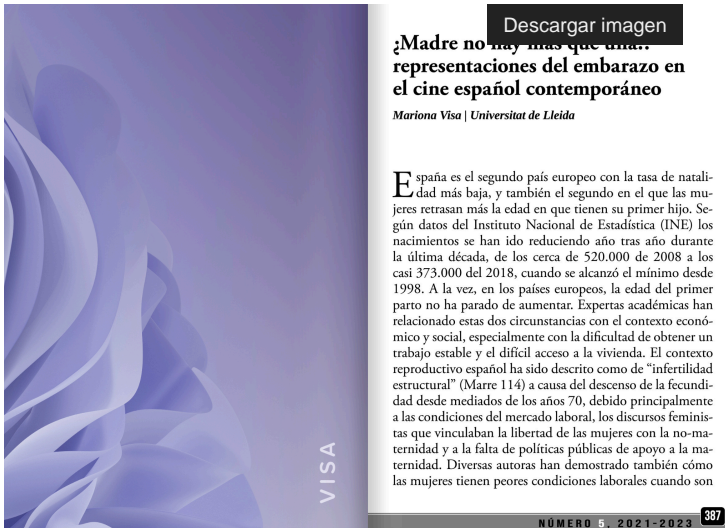 Descargar imagen
¿Madre no hay más que una?:
representaciones del embarazo en
el cine español contemporáneo
Mariona Visa | Universitat de Lleida
España es el segundo país europeo con la tasa de natali-
dad más baja, y también el segundo en el que las mu-
jeres retrasan más la edad en que tienen su primer hijo. Se-
gún datos del Instituto Nacional de Estadística (INE) los
nacimientos se han ido reduciendo año tras año durante
la última década, de los cerca de 520.000 de 2008 a los
casi 373.000 del 2018, cuando se alcanzó el mínimo desde
1998. A la vez, en los países europeos, la edad del primer
parto no ha parado de aumentar. Expertas académicas han
relacionado estas dos circunstancias con el contexto econó-
mico y social, especialmente con la dificultad de obtener un
trabajo estable y el difícil acceso a la vivienda. El contexto
reproductivo español ha sido descrito como de “infertilidad
estructural” (Marre 114) a causa del descenso de la fecundi-
dad desde mediados de los años 70, debido principalmente
a las condiciones del mercado laboral, los discursos feminis-
tas que vinculaban la libertad de las mujeres con la no-ma-
ternidad y a la falta de políticas públicas de apoyo a la ma-
ternidad. Diversas autoras han demostrado también cómo
las mujeres tienen peores condiciones laborales cuando son
VISA
NÚMERO 5, 2021-2023
387